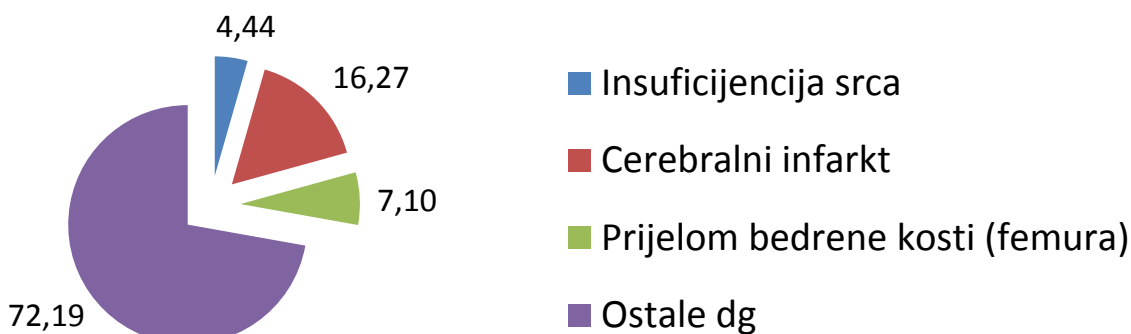 4,44
16,27
7,10
72,19
Insuficijencija srca
Cerebralni infarkt
Prijelom bedrene kosti (femura)
Ostale dg